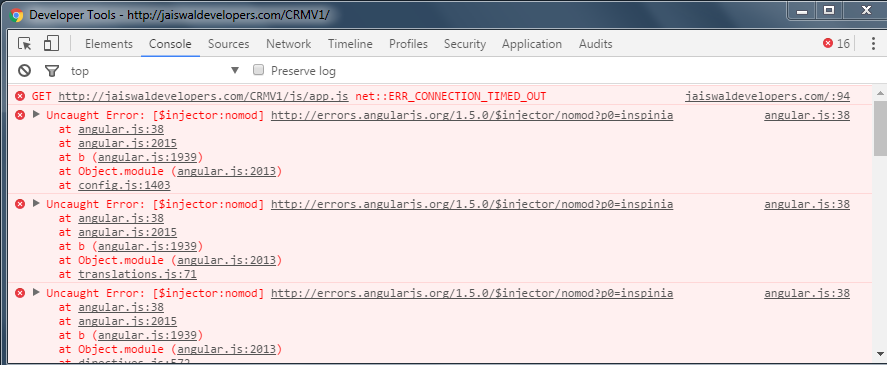 Developer Tools - http://jaiswaldevelopers.com/CRMV1/
Elements Console Sources Network Timeline Profiles Security Application Audits 16
top Preserve log
GET http://jaiswaldevelopers.com/CRMV1/js/app.js net::ERR_CONNECTION_TIMED_OUT jaiswaldevelopers.com/:94
Uncaught Error: [$injector:nomod] http://errors.angularjs.org/1.5.0/$injector/nomod?p0=inspinia angular.js:38
at angular.js:38
at angular.js:2015
at b (angular.js:1939)
at Object.module (angular.js:2013)
at config.js:1403
Uncaught Error: [$injector:nomod] http://errors.angularjs.org/1.5.0/$injector/nomod?p0=inspinia angular.js:38
at angular.js:38
at angular.js:2015
at b (angular.js:1939)
at Object.module (angular.js:2013)
at translations.js:71
Uncaught Error: [$injector:nomod] http://errors.angularjs.org/1.5.0/$injector/nomod?p0=inspinia angular.js:38
at angular.js:38
at angular.js:2015
at b (angular.js:1939)
at Object.module (angular.js:2013)
at directives.js:572